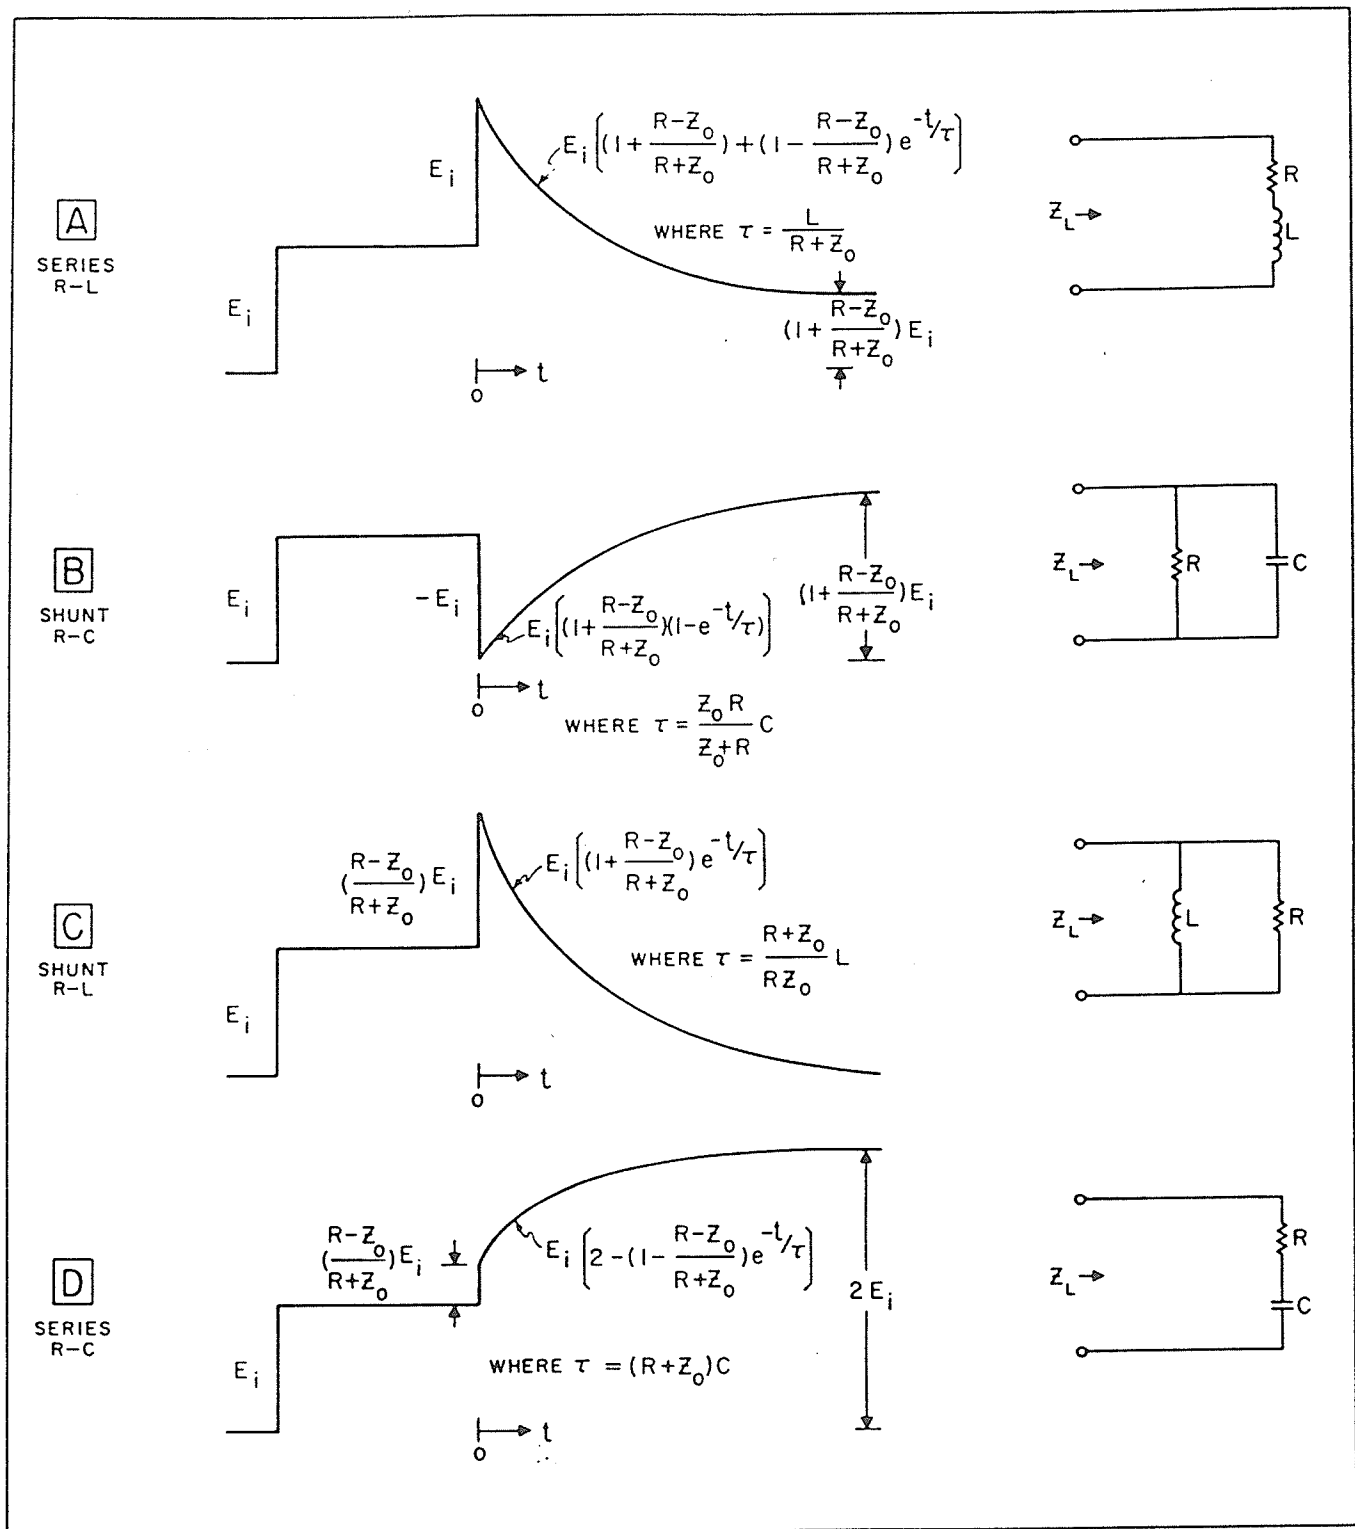 A
SERIES
R-L
E_i
E_i
E_i[(1+(R-Z_0)/(R+Z_0))+(1-(R-Z_0)/(R+Z_0))e^{-t/τ}]
WHERE τ = L/(R+Z_0)
(1+(R-Z_0)/(R+Z_0))E_i
0
t
Z_L
R
L
B
SHUNT
R-C
E_i
-E_i
E_i[(1+(R-Z_0)/(R+Z_0))(1-e^{-t/τ})]
(1+(R-Z_0)/(R+Z_0))E_i
0
t
WHERE τ = (Z_0 R)/(Z_0+R) C
Z_L
R
C
C
SHUNT
R-L
E_i
((R-Z_0)/(R+Z_0))E_i
E_i[(1+(R-Z_0)/(R+Z_0))e^{-t/τ}]
WHERE τ = (R+Z_0)/(RZ_0) L
0
t
Z_L
L
R
D
SERIES
R-C
E_i
((R-Z_0)/(R+Z_0))E_i
E_i[2-(1-(R-Z_0)/(R+Z_0))e^{-t/τ}]
2E_i
WHERE τ = (R+Z_0)C
0
t
Z_L
R
C